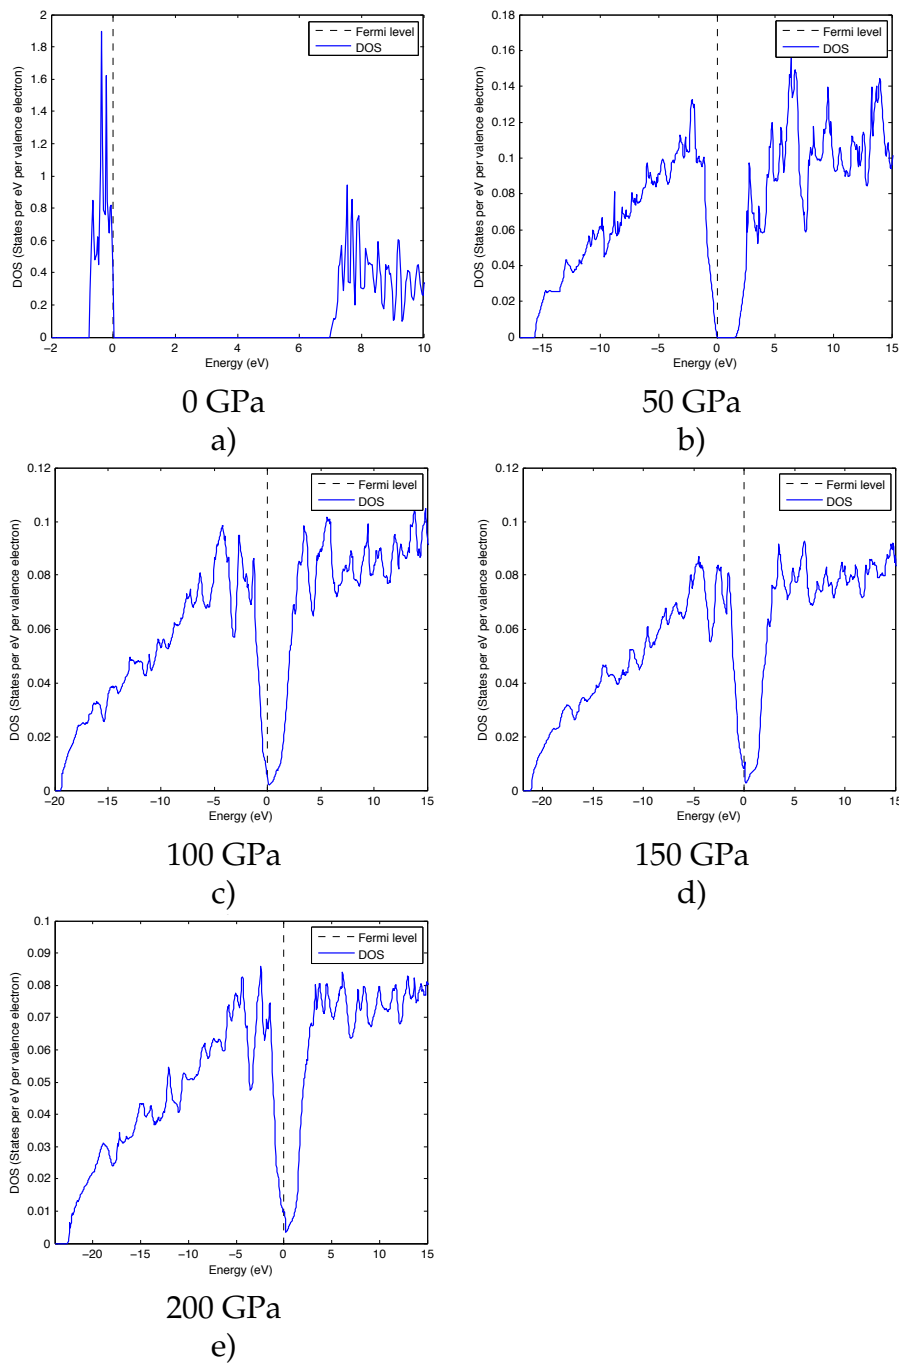 2
1.8
1.6
1.4
1.2
1
0.8
0.6
0.4
0.2
0
−2 0 2 4 6 8 10
DOS (States per eV per valence electron)
Energy (eV)
Fermi level
DOS
0 GPa
a)
0.18
0.16
0.14
0.12
0.1
0.08
0.06
0.04
0.02
0
−15 −10 −5 0 5 10 15
DOS (States per eV per valence electron)
Energy (eV)
Fermi level
DOS
50 GPa
b)
0.12
0.1
0.08
0.06
0.04
0.02
0
−20 −15 −10 −5 0 5 10 15
DOS (States per eV per valence electron)
Energy (eV)
Fermi level
DOS
100 GPa
c)
0.12
0.1
0.08
0.06
0.04
0.02
0
−20 −15 −10 −5 0 5 10 15
DOS (States per eV per valence electron)
Energy (eV)
Fermi level
DOS
150 GPa
d)
0.1
0.09
0.08
0.07
0.06
0.05
0.04
0.03
0.02
0.01
0
−20 −15 −10 −5 0 5 10 15
DOS (States per eV per valence electron)
Energy (eV)
Fermi level
DOS
200 GPa
e)